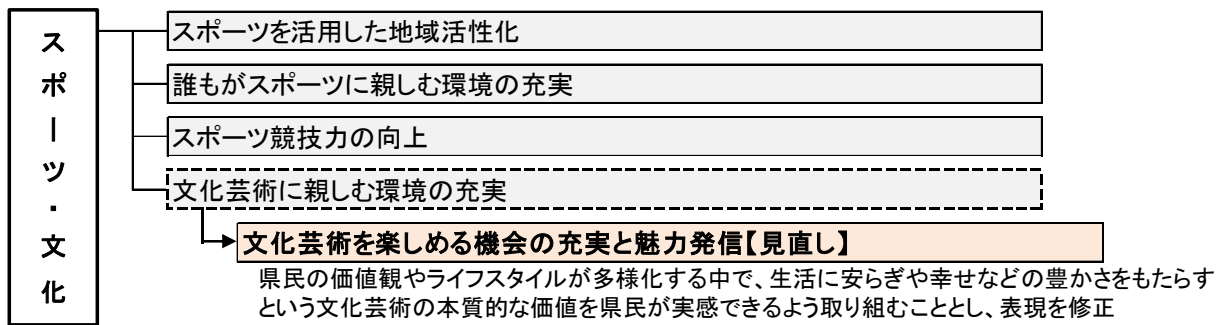 スポーツ・文化
スポーツを活用した地域活性化
誰もがスポーツに親しむ環境の充実
スポーツ競技力の向上
文化芸術に親しむ環境の充実
文化芸術を楽しめる機会の充実と魅力発信【見直し】
県民の価値観やライフスタイルが多様化する中で、生活に安らぎや幸せなどの豊かさをもたらす
という文化芸術の本質的な価値を県民が実感できるよう取り組むこととし、表現を修正